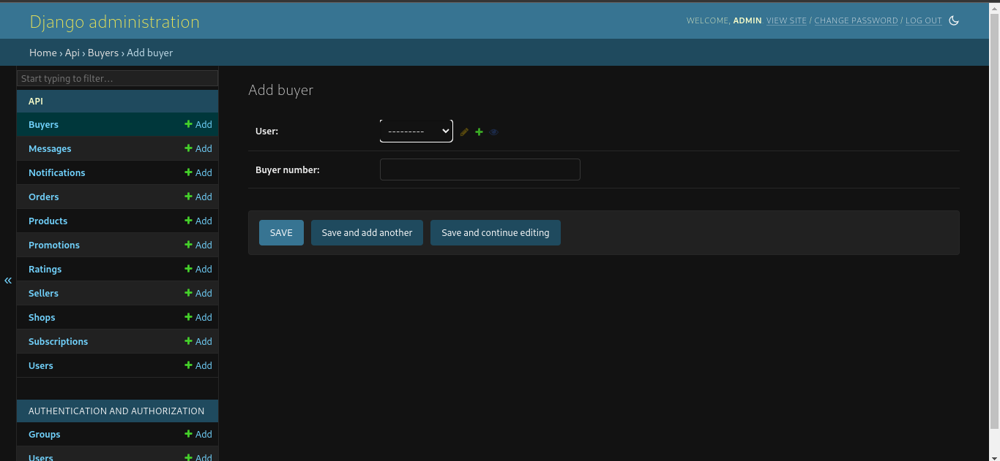 Django administration
WELCOME, ADMIN. VIEW SITE / CHANGE PASSWORD / LOG OUT
Home › Api › Buyers › Add buyer
Start typing to filter…
API
Buyers Add
Messages Add
Notifications Add
Orders Add
Products Add
Promotions Add
Ratings Add
Sellers Add
Shops Add
Subscriptions Add
Users Add
AUTHENTICATION AND AUTHORIZATION
Groups Add
Users Add
«
Add buyer
User: ---------
Buyer number:
SAVE Save and add another Save and continue editing